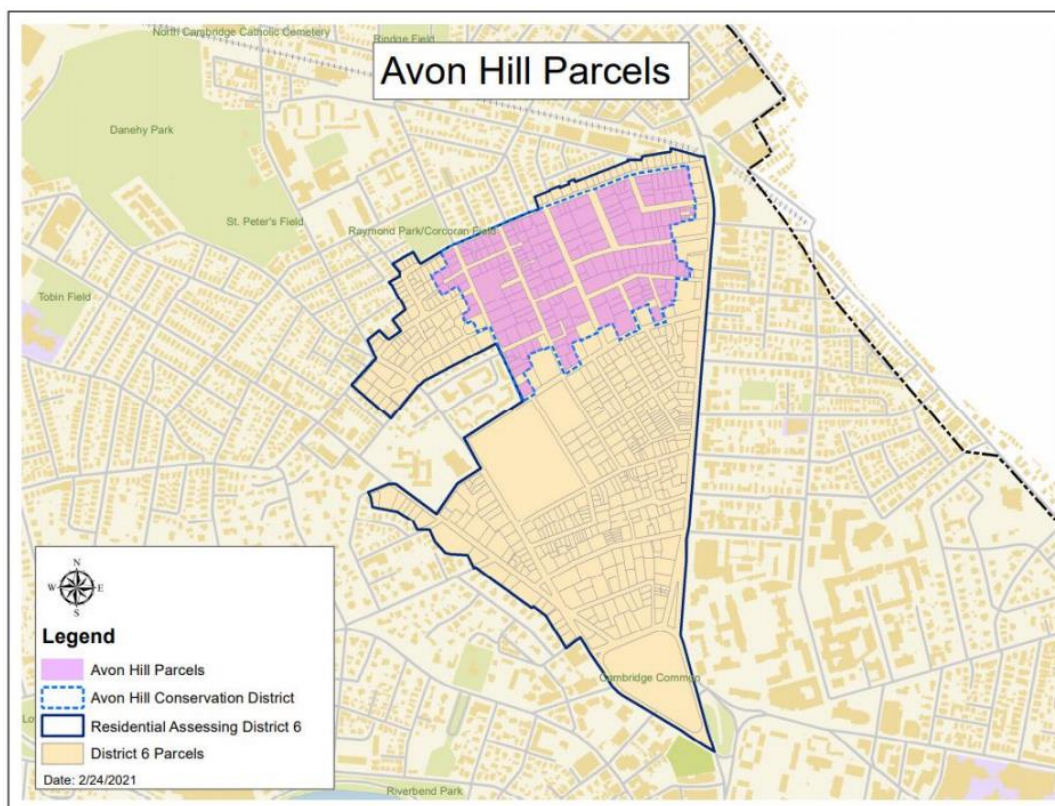 North Cambridge Catholic Cemetery
Rindge Field
Avon Hill Parcels
Danehy Park
St. Peter's Field
Raymond Park/Corcoran Field
Tobin Field
N
W E
S
Legend
Avon Hill Parcels
Avon Hill Conservation District
Residential Assessing District 6
District 6 Parcels
Date: 2/24/2021
Cambridge Common
Lo
Riverbend Park